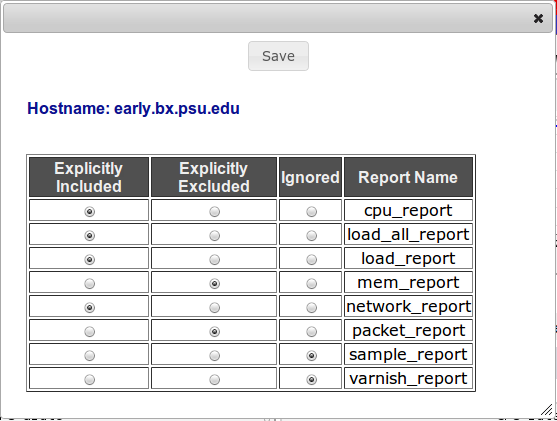 Save
Hostname: early.bx.psu.edu
Explicitly Included Explicitly Excluded Ignored Report Name
cpu_report
load_all_report
load_report
mem_report
network_report
packet_report
sample_report
varnish_report